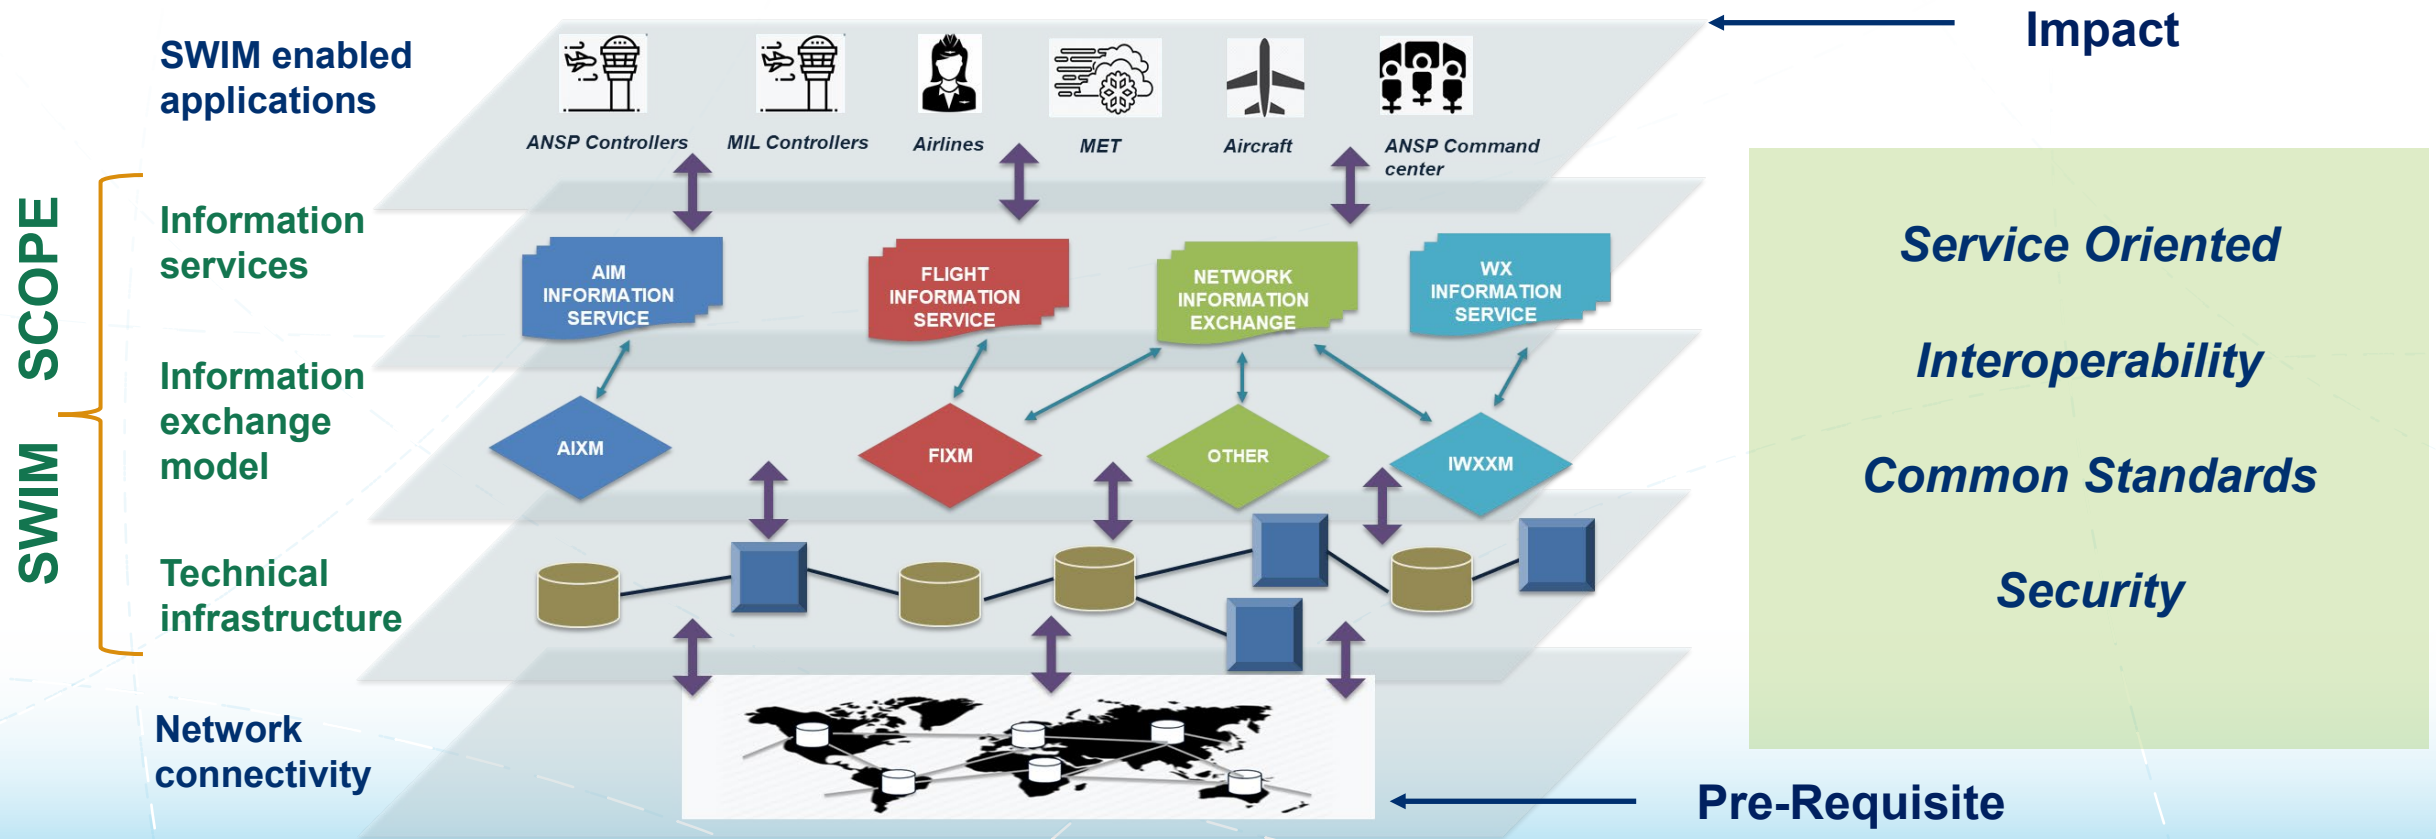 Impact
SWIM enabled
applications
ANSP Controllers
MIL Controllers
Airlines
MET
Aircraft
ANSP Command
center
SWIM SCOPE
Information
services
AIM
INFORMATION
SERVICE
FLIGHT
INFORMATION
SERVICE
NETWORK
INFORMATION
EXCHANGE
WX
INFORMATION
SERVICE
Information
exchange
model
AIXM
FIXM
OTHER
IWXXM
Technical
infrastructure
Network
connectivity
Service Oriented
Interoperability
Common Standards
Security
Pre-Requisite